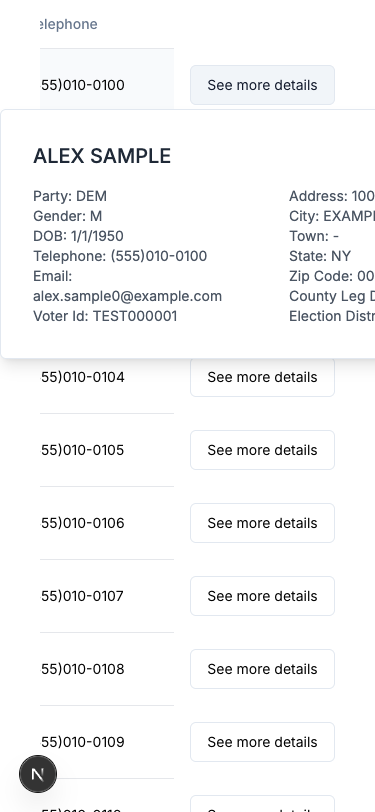 elephone
55)010-0100 See more details
ALEX SAMPLE
Party: DEM
Gender: M
DOB: 1/1/1950
Telephone: (555)010-0100
Email:
alex.sample0@example.com
Voter Id: TEST000001
Address: 100
City: EXAMP
Town: -
State: NY
Zip Code: 00
County Leg D
Election Distr
55)010-0104 See more details
55)010-0105 See more details
55)010-0106 See more details
55)010-0107 See more details
55)010-0108 See more details
55)010-0109 See more details
N